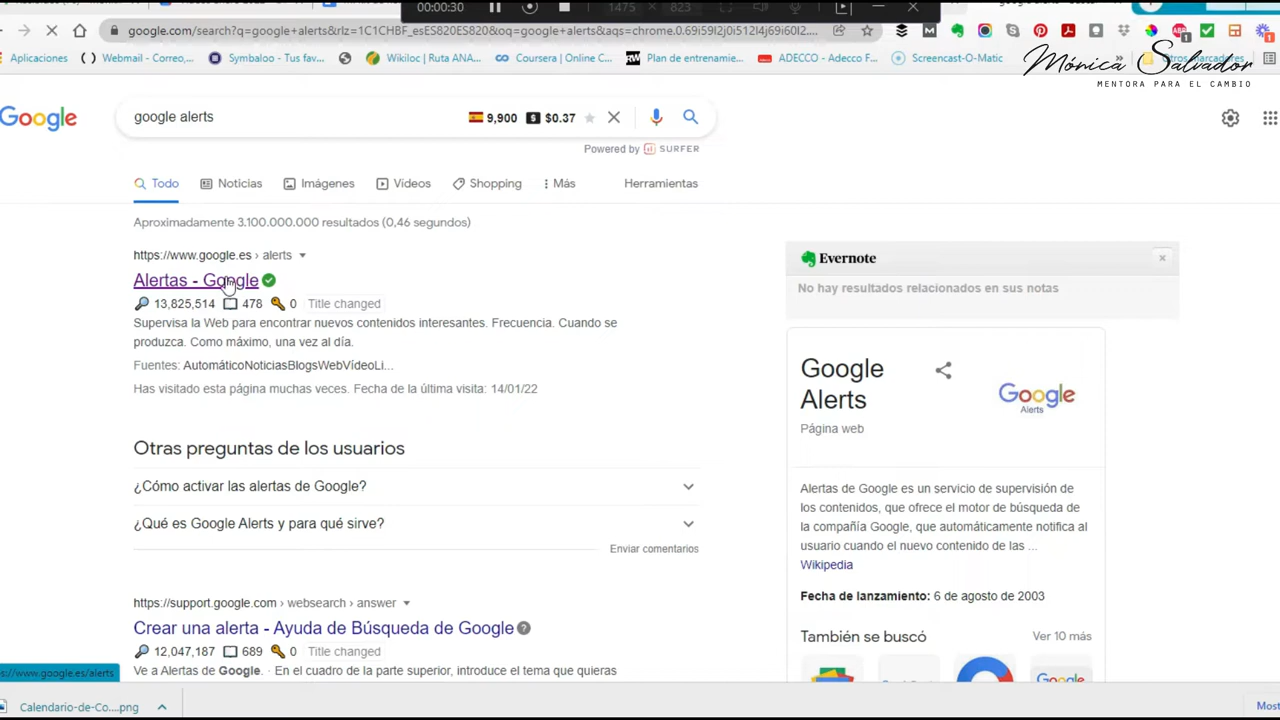 00:00:30
1475
823
google.com/search?q=google+alerts&rlz=1C1CHBF_esES820ES820&oq=google+alerts&aqs=chrome.0.69i59l2j0i512l4j69i60l2....
Aplicaciones
Webmail - Correo,...
Symbaloo - Tus fav...
Wikiloc | Ruta ANA...
Coursera | Online C...
Plan de entrenamie...
ADECCO - Adecco F...
Screencast-O-Matic
Otros marcadores
Mónica Salvador
MENTORA PARA EL CAMBIO
Google
google alerts
9,900
$0.37
Powered by SURFER
Todo
Noticias
Imágenes
Vídeos
Shopping
Más
Herramientas
Aproximadamente 3.100.000.000 resultados (0,46 segundos)
https://www.google.es › alerts
Alertas - Google
13,825,514 478 0 Title changed
Supervisa la Web para encontrar nuevos contenidos interesantes. Frecuencia. Cuando se
produzca. Como máximo, una vez al día.
Fuentes: AutomáticoNoticiasBlogsWebVídeoLi...
Has visitado esta página muchas veces. Fecha de la última visita: 14/01/22
Otras preguntas de los usuarios
¿Cómo activar las alertas de Google?
¿Qué es Google Alerts y para qué sirve?
Enviar comentarios
https://support.google.com › websearch › answer
Crear una alerta - Ayuda de Búsqueda de Google
12,047,187 689 0 Title changed
Ve a Alertas de Google. · En el cuadro de la parte superior, introduce el tema que quieras
Evernote
No hay resultados relacionados en sus notas
Google
Alerts
Página web
Google
Alerts
Alertas de Google es un servicio de supervisión de
los contenidos, que ofrece el motor de búsqueda de
la compañía Google, que automáticamente notifica al
usuario cuando el nuevo contenido de las ...
Wikipedia
Fecha de lanzamiento: 6 de agosto de 2003
También se buscó
Ver 10 más
Google
s://www.google.es/alerts
Calendario-de-Co....png
Most